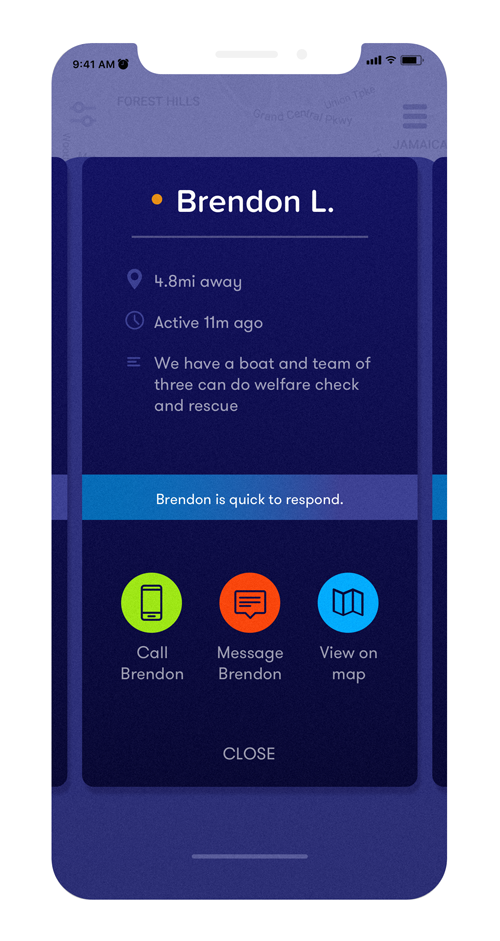 9:41 AM
FOREST HILLS
Union Tpke
Grand Central Pkwy
JAMAICA
Brendon L.
4.8mi away
Active 11m ago
We have a boat and team of
three can do welfare check
and rescue
Brendon is quick to respond.
Call
Brendon
Message
Brendon
View on
map
CLOSE